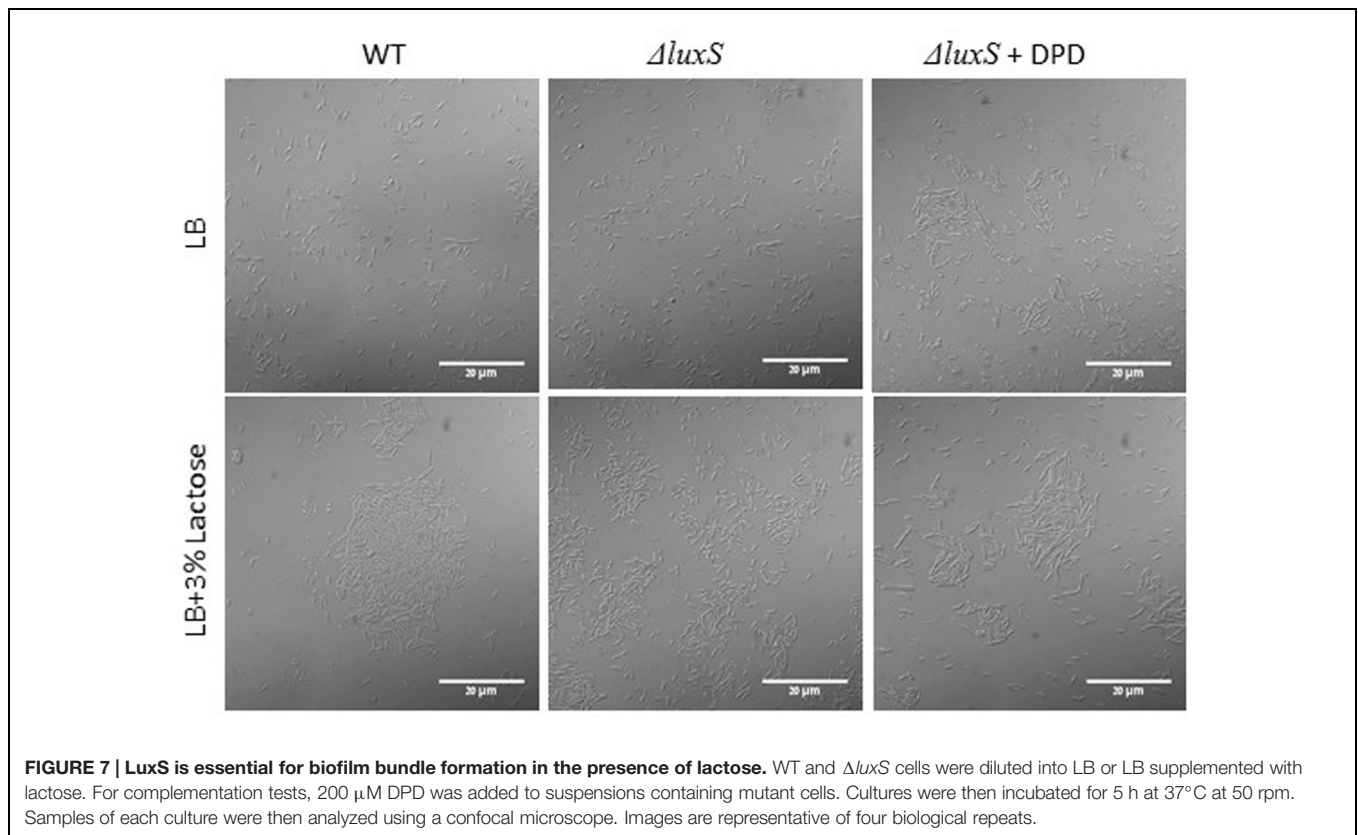 WT ΔluxS ΔluxS + DPD
LB
20 µm 20 µm 20 µm
LB+3% Lactose
20 µm 20 µm 20 µm
FIGURE 7 | LuxS is essential for biofilm bundle formation in the presence of lactose. WT and ΔluxS cells were diluted into LB or LB supplemented with
lactose. For complementation tests, 200 µM DPD was added to suspensions containing mutant cells. Cultures were then incubated for 5 h at 37°C at 50 rpm.
Samples of each culture were then analyzed using a confocal microscope. Images are representative of four biological repeats.